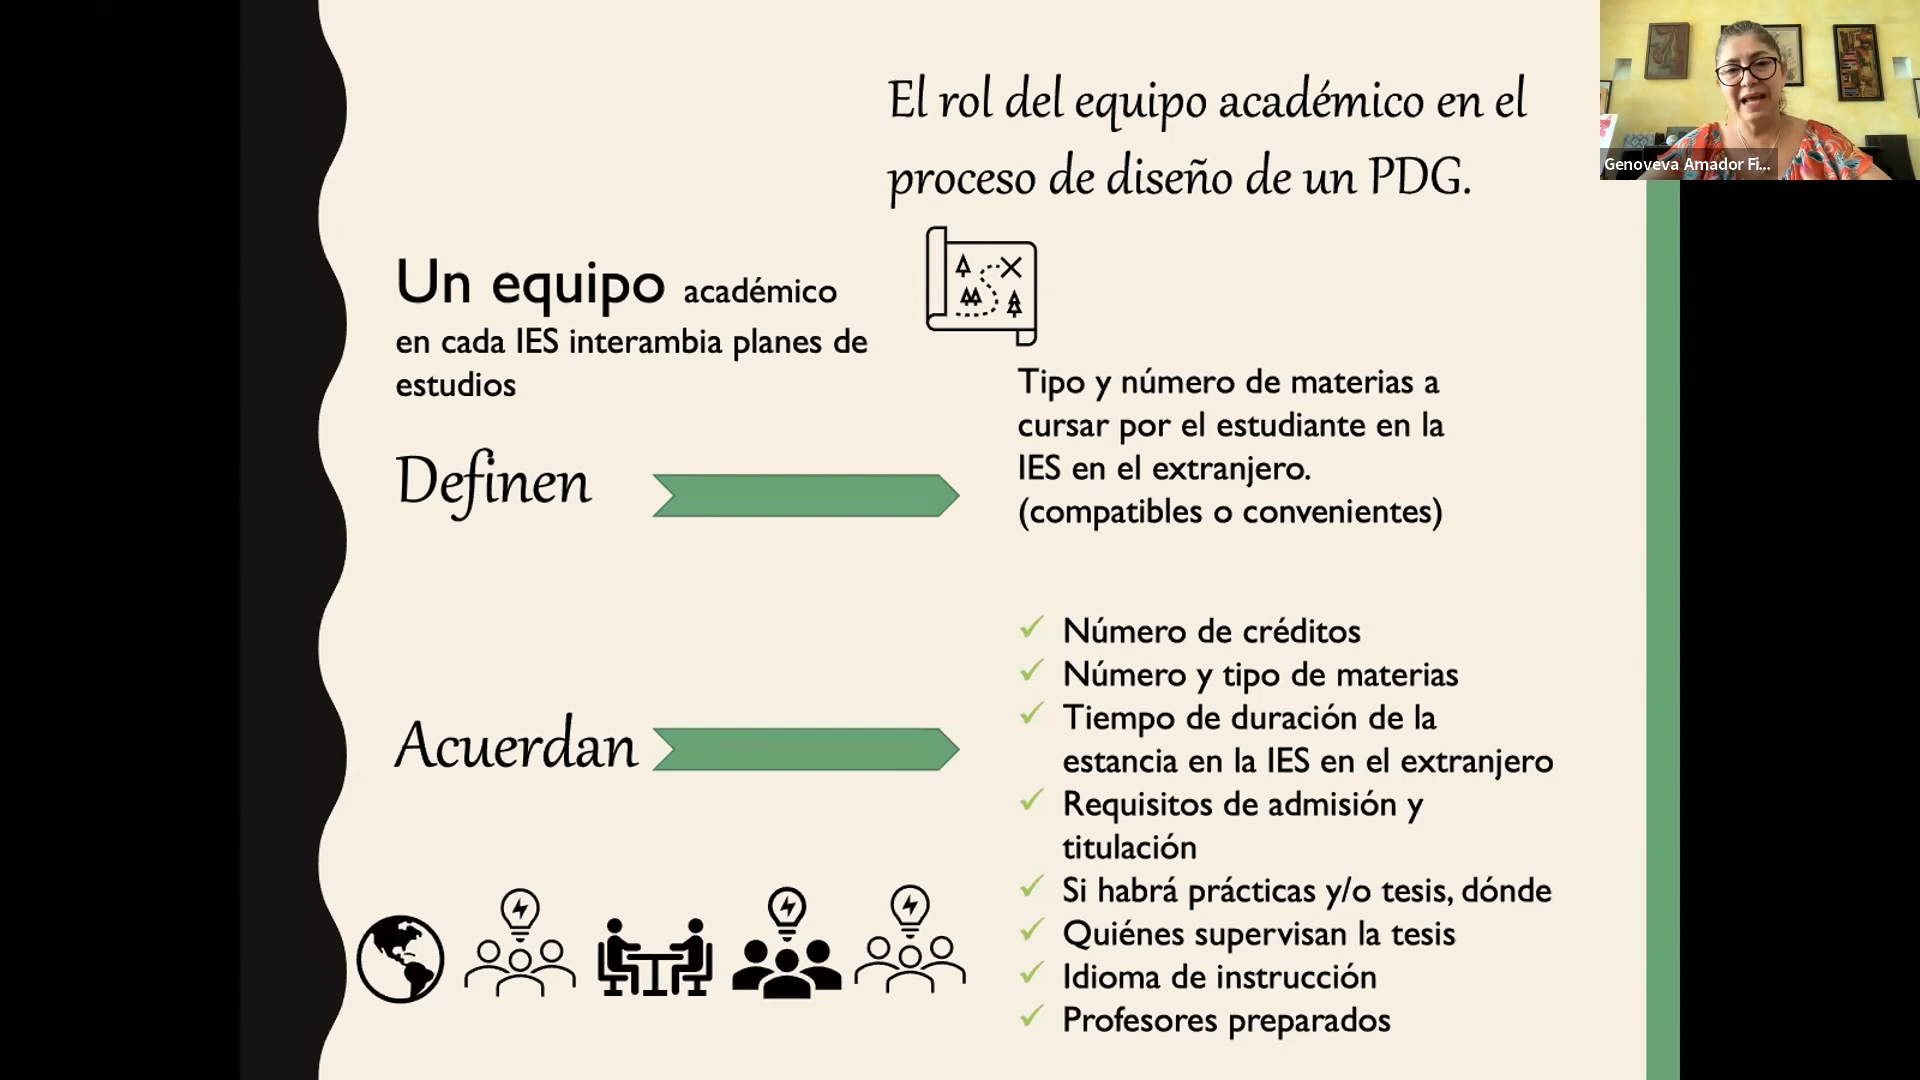 El rol del equipo académico en el
proceso de diseño de un PDG.
Genoveva Amador Fi...
Un equipo académico
en cada IES interambia planes de
estudios
Definen
Tipo y número de materias a
cursar por el estudiante en la
IES en el extranjero.
(compatibles o convenientes)
Acuerdan
✓ Número de créditos
✓ Número y tipo de materias
✓ Tiempo de duración de la
estancia en la IES en el extranjero
✓ Requisitos de admisión y
titulación
✓ Si habrá prácticas y/o tesis, dónde
✓ Quiénes supervisan la tesis
✓ Idioma de instrucción
✓ Profesores preparados